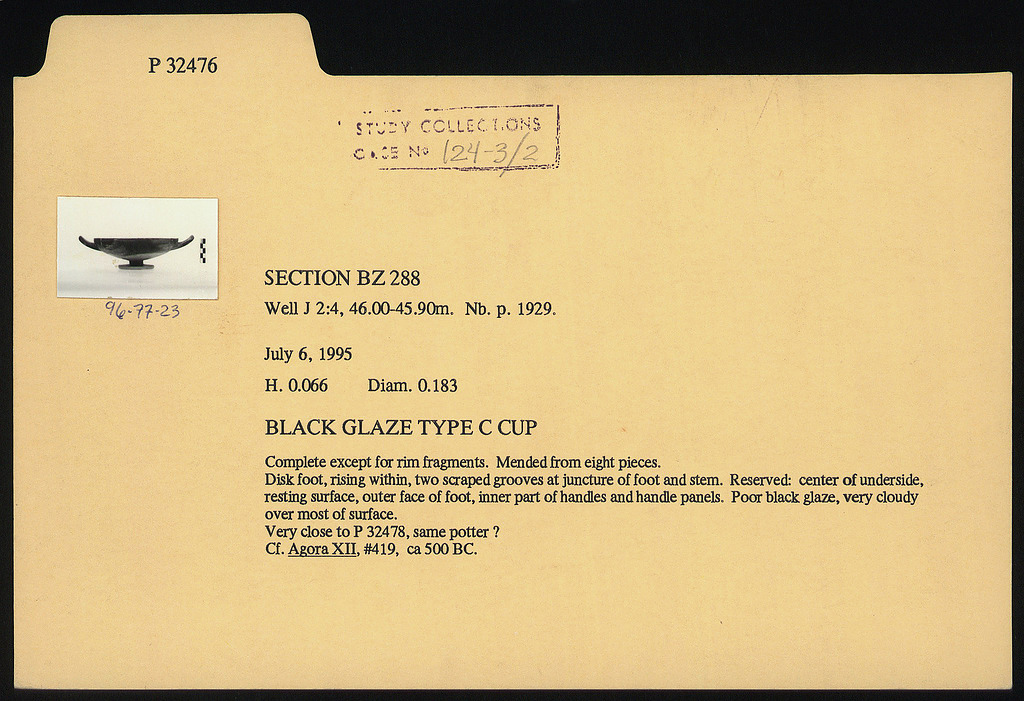 P 32476
STUDY COLLECTIONS
CASE No 124-3/2
96-77-23
SECTION BZ 288
Well J 2:4, 46.00-45.90m. Nb. p. 1929.
July 6, 1995
H. 0.066 Diam. 0.183
BLACK GLAZE TYPE C CUP
Complete except for rim fragments. Mended from eight pieces.
Disk foot, rising within, two scraped grooves at juncture of foot and stem. Reserved: center of underside,
resting surface, outer face of foot, inner part of handles and handle panels. Poor black glaze, very cloudy
over most of surface.
Very close to P 32478, same potter ?
Cf. Agora XII, #419, ca 500 BC.